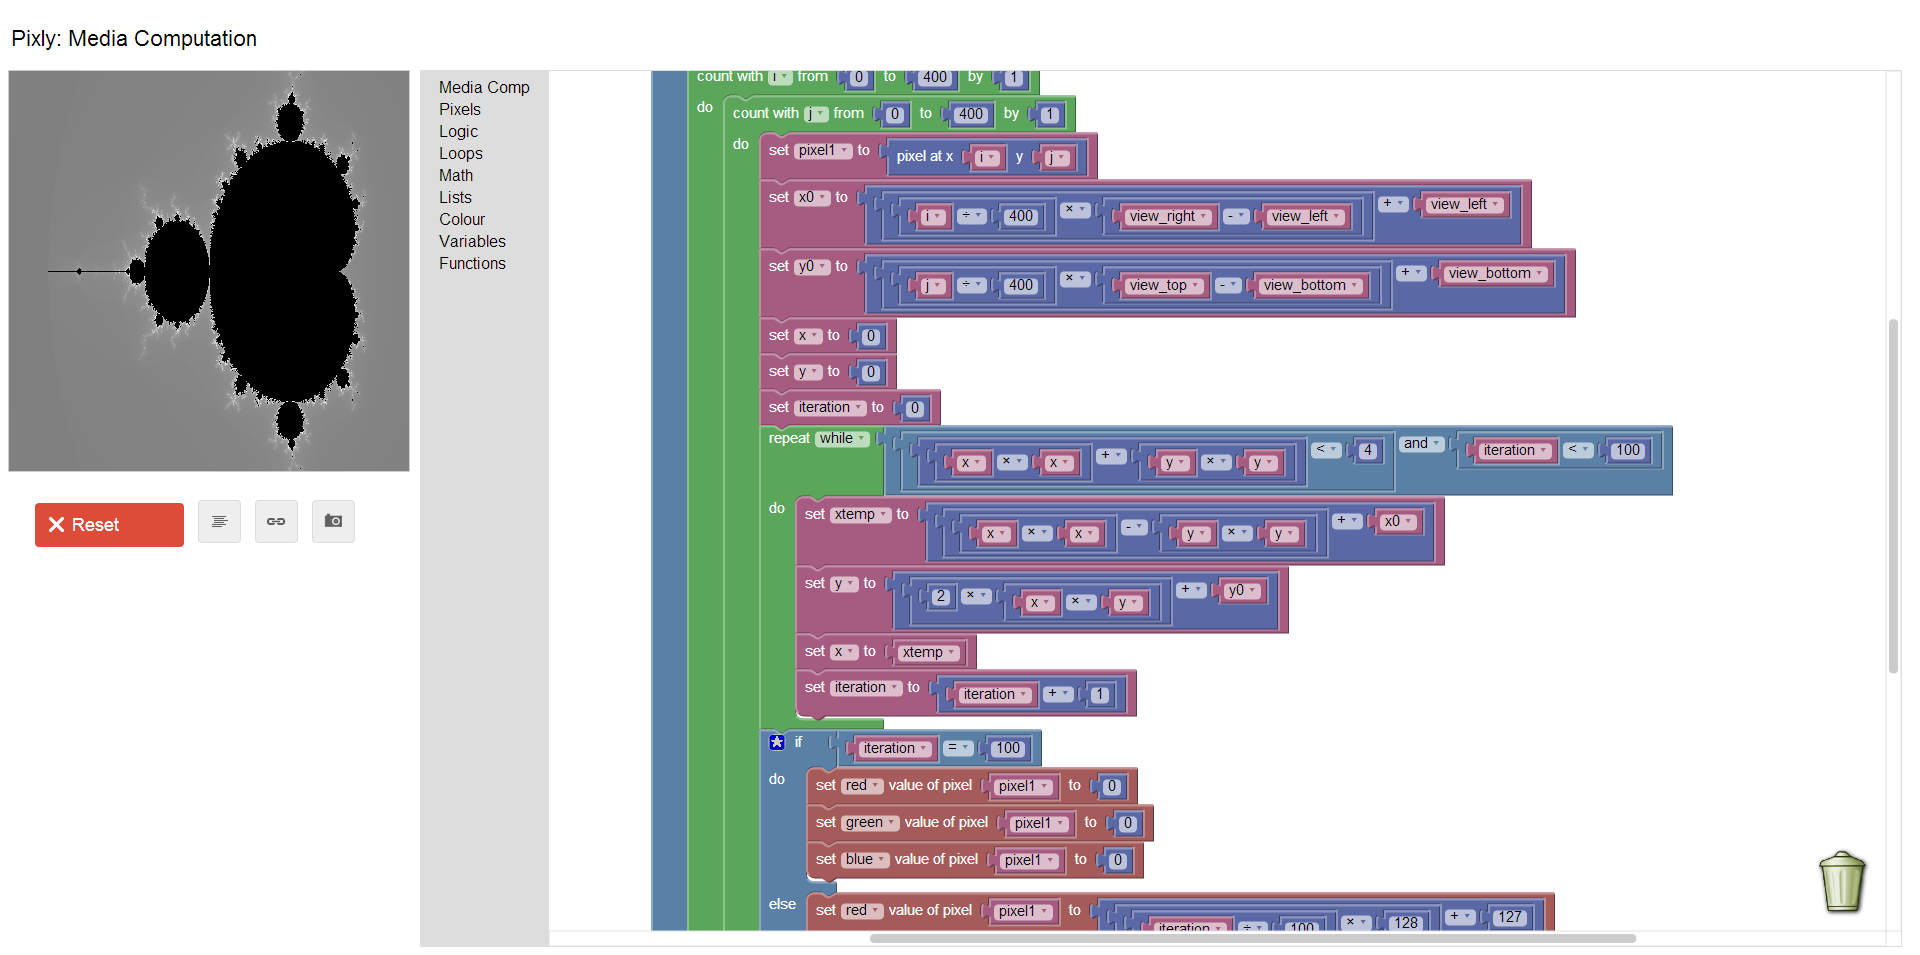 Pixly: Media Computation
Reset
Media Comp
Pixels
Logic
Loops
Math
Lists
Colour
Variables
Functions
count with i from 0 to 400 by 1
do count with j from 0 to 400 by 1
do set pixel1 to pixel at x i y j
set x0 to i ÷ 400 × view_right - view_left + view_left
set y0 to j ÷ 400 × view_top - view_bottom + view_bottom
set x to 0
set y to 0
set iteration to 0
repeat while x × x + y × y < 4 and iteration < 100
do set xtemp to x × x - y × y + x0
set y to 2 × x × y + y0
set x to xtemp
set iteration to iteration + 1
if iteration = 100
do set red value of pixel pixel1 to 0
set green value of pixel pixel1 to 0
set blue value of pixel pixel1 to 0
else set red value of pixel pixel1 to iteration ÷ 100 × 128 + 127